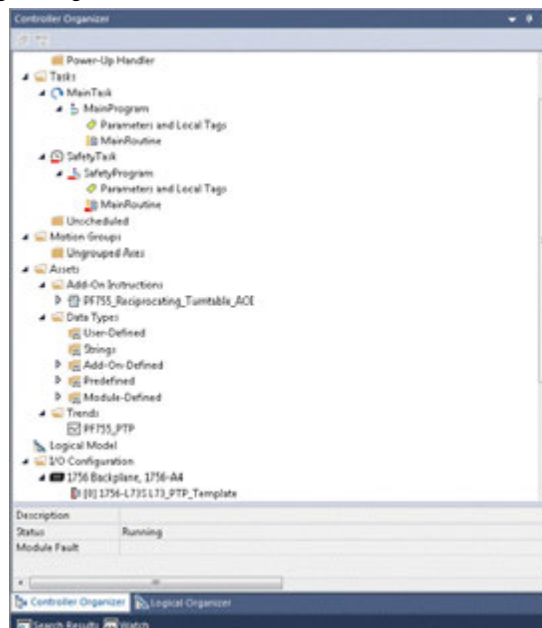 Controller Organizer
Power-Up Handler
Tasks
MainTask
MainProgram
Parameters and Local Tags
MainRoutine
SafetyTask
SafetyProgram
Parameters and Local Tags
MainRoutine
Unscheduled
Motion Groups
Ungrouped Axes
Assets
Add-On Instructions
PF755_Reciprocating_Turntable_AOI
Data Types
User-Defined
Strings
Add-On-Defined
Predefined
Module-Defined
Trends
PF755_PTP
Logical Model
I/O Configuration
1756 Backplane, 1756-A4
[0] 1756-L73S L73_PTP_Template
Description
Status Running
Module Fault
Controller Organizer Logical Organizer
Search Results Watch